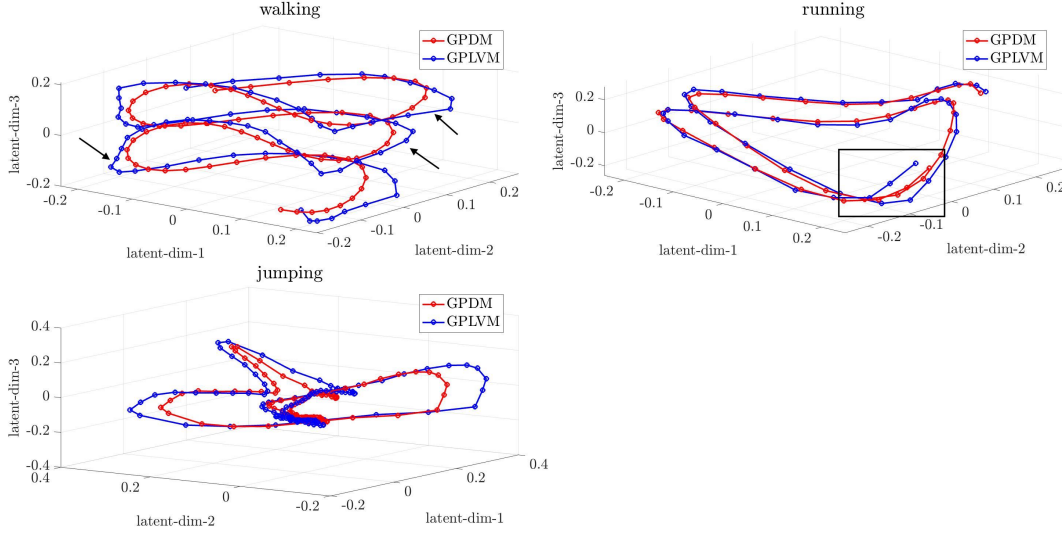 walking
GPDM
GPLVM
latent-dim-3
0.2
0
-0.2
-0.2
-0.1
0
0.1
0.2
latent-dim-1
-0.2
-0.1
0
0.1
0.2
latent-dim-2
running
GPDM
GPLVM
latent-dim-3
0.2
0
-0.2
-0.2
-0.1
0
0.1
0.2
latent-dim-1
-0.2
-0.1
0
0.1
0.2
latent-dim-2
jumping
GPDM
GPLVM
latent-dim-3
0.4
0.2
0
-0.2
-0.4
0.4
0.2
0
-0.2
latent-dim-2
-0.2
0
0.2
0.4
latent-dim-1